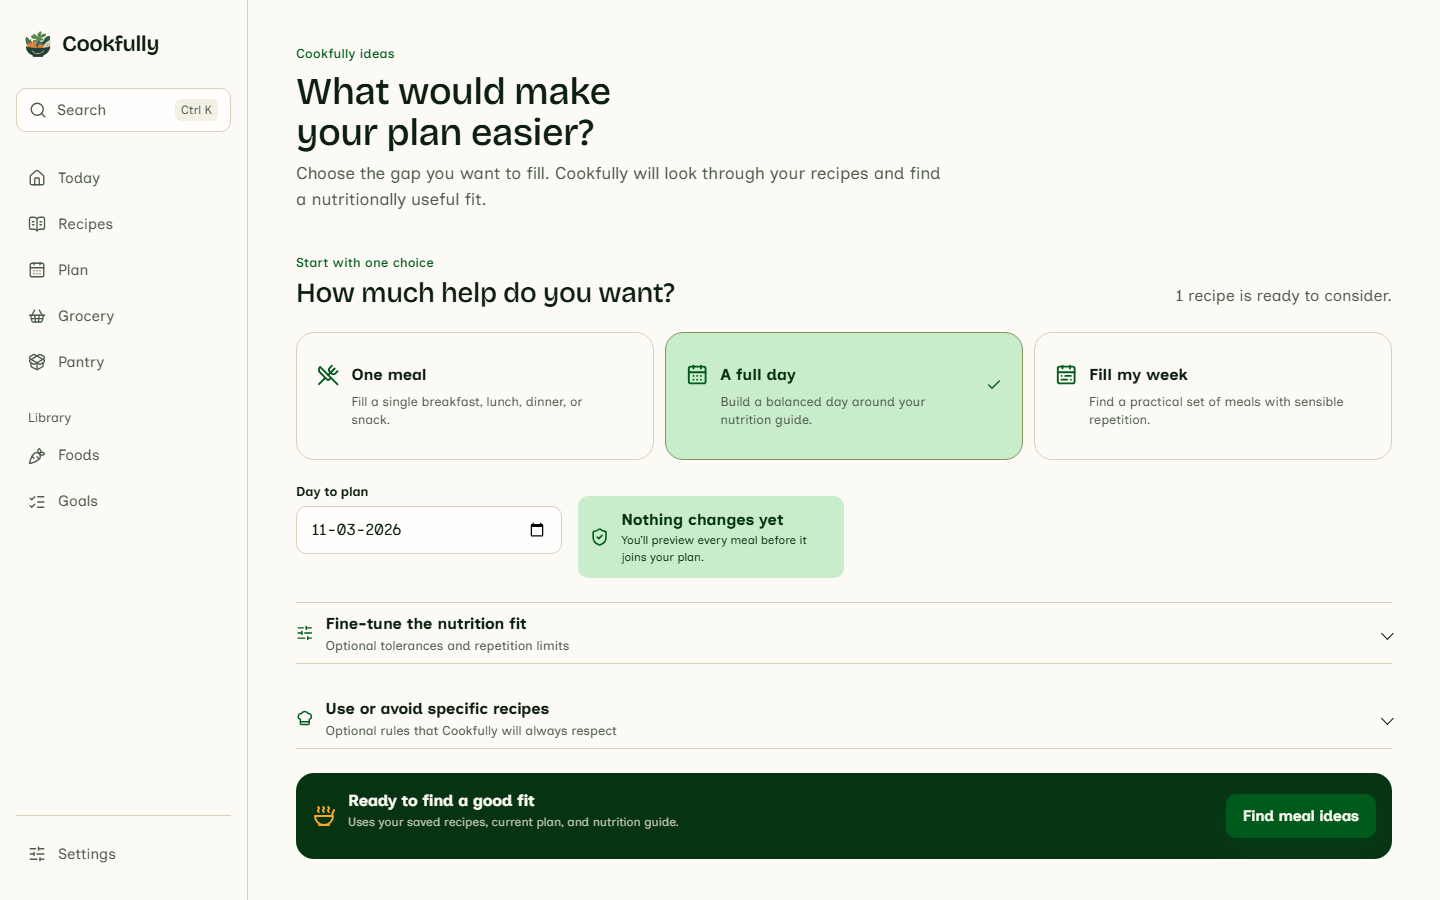 Cookfully
Search
Ctrl K
Today
Recipes
Plan
Grocery
Pantry
Library
Foods
Goals
Settings
Cookfully ideas
What would make
your plan easier?
Choose the gap you want to fill. Cookfully will look through your recipes and find
a nutritionally useful fit.
Start with one choice
How much help do you want?
1 recipe is ready to consider.
One meal
Fill a single breakfast, lunch, dinner, or
snack.
A full day
Build a balanced day around your
nutrition guide.
Fill my week
Find a practical set of meals with sensible
repetition.
Day to plan
11-03-2026
Nothing changes yet
You'll preview every meal before it
joins your plan.
Fine-tune the nutrition fit
Optional tolerances and repetition limits
Use or avoid specific recipes
Optional rules that Cookfully will always respect
Ready to find a good fit
Uses your saved recipes, current plan, and nutrition guide.
Find meal ideas